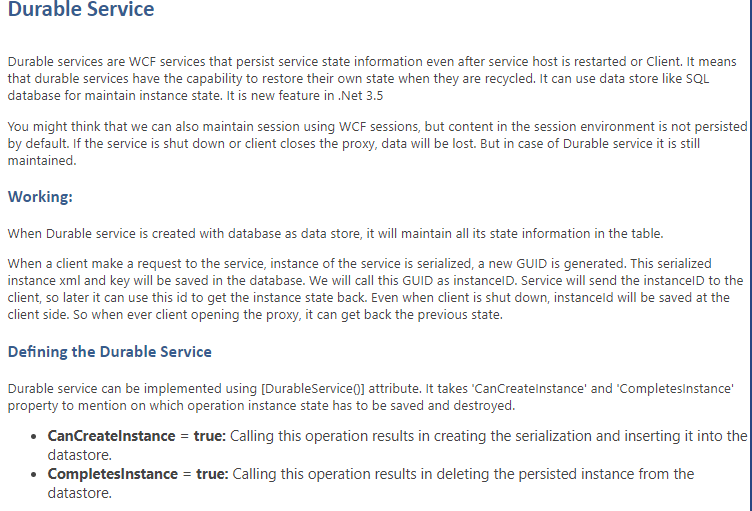 Durable Service
Durable services are WCF services that persist service state information even after service host is restarted or Client. It means
that durable services have the capability to restore their own state when they are recycled. It can use data store like SQL
database for maintain instance state. It is new feature in .Net 3.5
You might think that we can also maintain session using WCF sessions, but content in the session environment is not persisted
by default. If the service is shut down or client closes the proxy, data will be lost. But in case of Durable service it is still
maintained.
Working:
When Durable service is created with database as data store, it will maintain all its state information in the table.
When a client make a request to the service, instance of the service is serialized, a new GUID is generated. This serialized
instance xml and key will be saved in the database. We will call this GUID as instanceID. Service will send the instanceID to the
client, so later it can use this id to get the instance state back. Even when client is shut down, instanceId will be saved at the
client side. So when ever client opening the proxy, it can get back the previous state.
Defining the Durable Service
Durable service can be implemented using [DurableService()] attribute. It takes 'CanCreateInstance' and 'CompletesInstance'
property to mention on which operation instance state has to be saved and destroyed.
• CanCreateInstance = true: Calling this operation results in creating the serialization and inserting it into the
datastore.
• CompletesInstance = true: Calling this operation results in deleting the persisted instance from the
datastore.